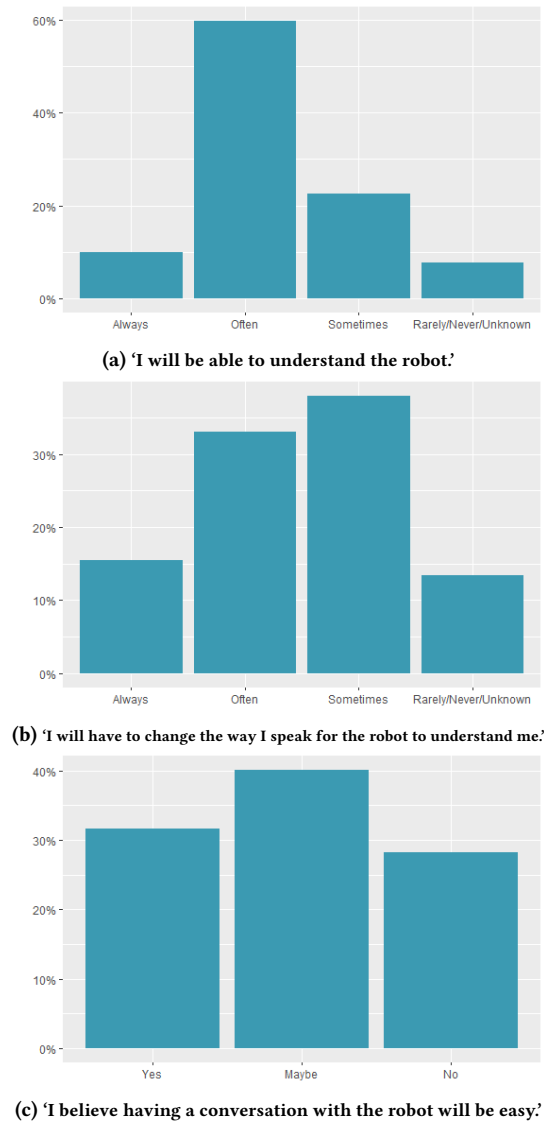 60%
40%
20%
0%
Always Often Sometimes Rarely/Never/Unknown
(a) ‘I will be able to understand the robot.’
30%
20%
10%
0%
Always Often Sometimes Rarely/Never/Unknown
(b) ‘I will have to change the way I speak for the robot to understand me.’
40%
30%
20%
10%
0%
Yes Maybe No
(c) ‘I believe having a conversation with the robot will be easy.’